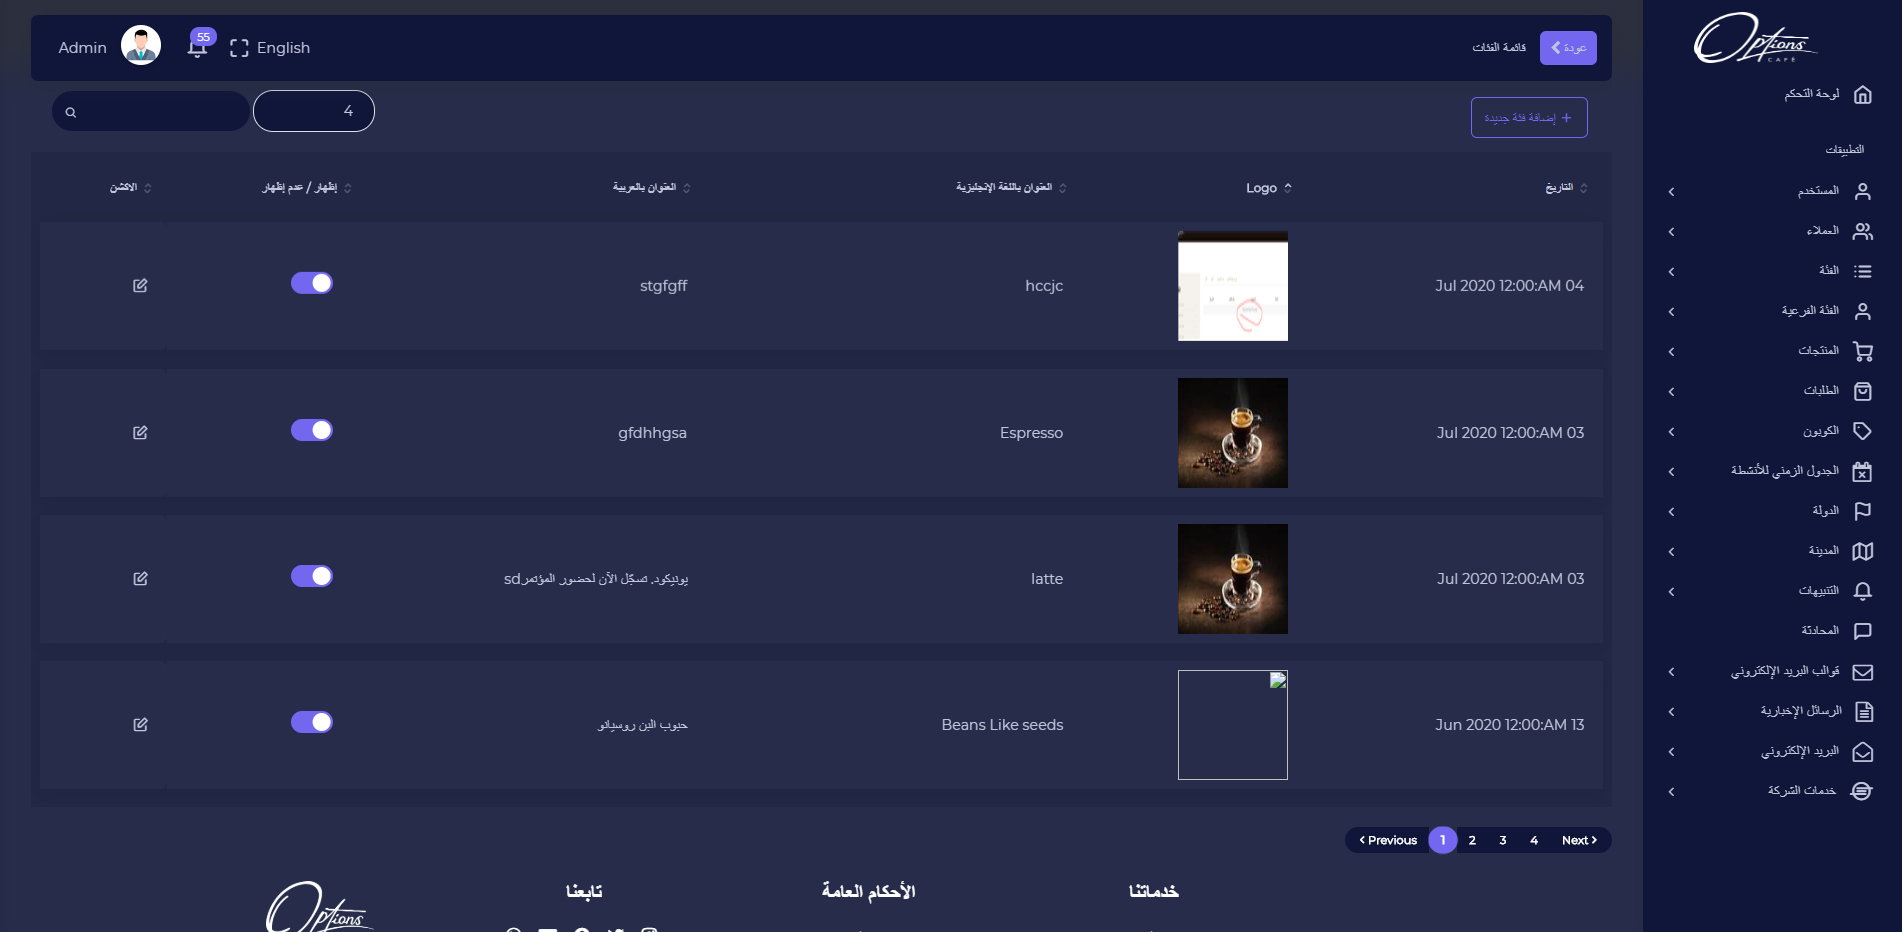 Options
CAFE
لوحة التحكم
التطبيقات
المستخدم
العملاء
الفئة
الفئة الفرعية
المنتجات
الطلبات
الكوبون
الجدول الزمني للأنشطة
الدولة
المدينة
التنبيهات
المحادثة
قوالب البريد الإلكتروني
الرسائل الإخبارية
البريد الإلكتروني
خدمات الشركة
عودة
قائمة الفئات
English
55
Admin
إضافة فئة جديدة
4
التاريخ
Logo
العنوان باللغة الإنجليزية
العنوان بالعربية
إظهار / عدم إظهار
الاكشن
Jul 2020 12:00:AM 04
hccjc
stgfgff
Jul 2020 12:00:AM 03
Espresso
gfdhhgsa
Jul 2020 12:00:AM 03
latte
يونيكود. تسجّل الآن لحضور المؤتمرsd
Jun 2020 12:00:AM 13
Beans Like seeds
حبوب البن روسيانو
Previous 1 2 3 4 Next
خدماتنا
الأحكام العامة
تابعنا
Options